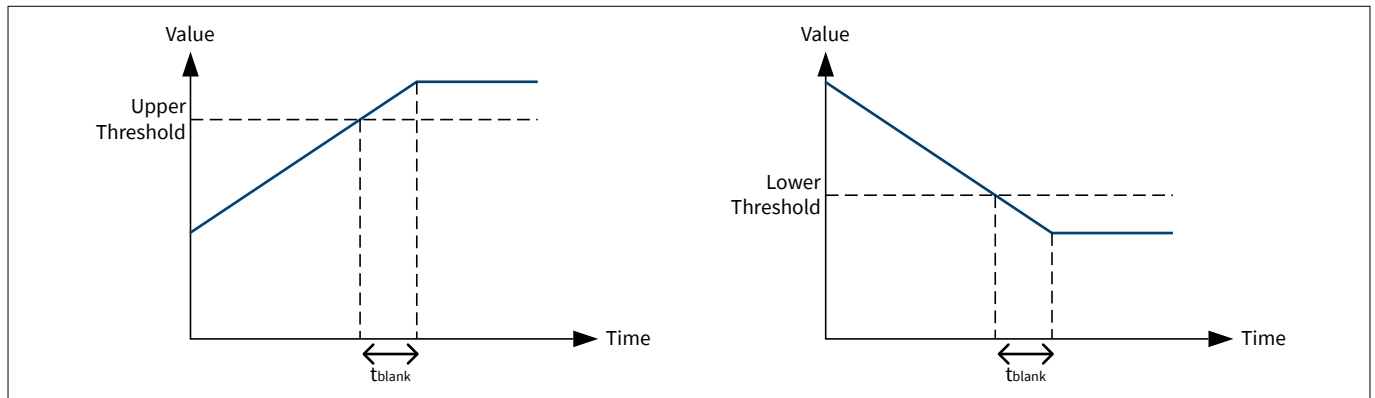 Value
Upper
Threshold
Time
tblank
Value
Lower
Threshold
Time
tblank